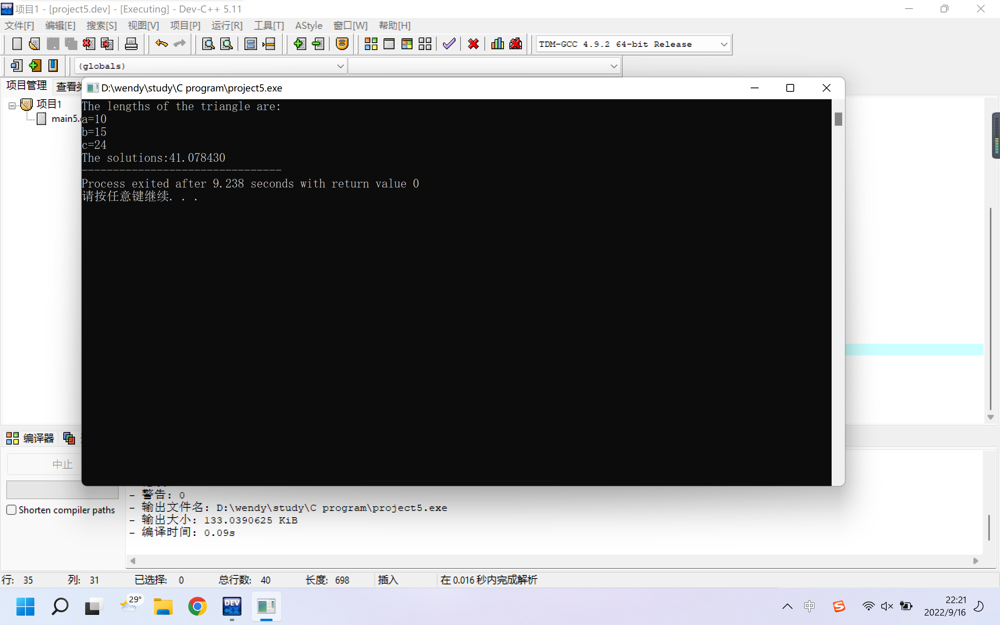 项目1 - [project5.dev] - [Executing] - Dev-C++ 5.11
文件[F] 编辑[E] 搜索[S] 视图[V] 项目[P] 运行[R] 工具[T] AStyle 窗口[W] 帮助[H]
TDM-GCC 4.9.2 64-bit Release
(globals)
项目管理 查看类
D:\wendy\study\C program\project5.exe
项目1
main5.
The lengths of the triangle are:
a=10
b=15
c=24
The solutions:41.078430
--------------------------------
Process exited after 9.238 seconds with return value 0
请按任意键继续. . .
编译器
中止
Shorten compiler paths
- 警告: 0
- 输出文件名: D:\wendy\study\C program\project5.exe
- 输出大小: 133.0390625 KiB
- 编译时间: 0.09s
行: 35 列: 31 已选择: 0 总行数: 40 长度: 698 插入 在 0.016 秒内完成解析
29°
DEV C++
中
22:21
2022/9/16